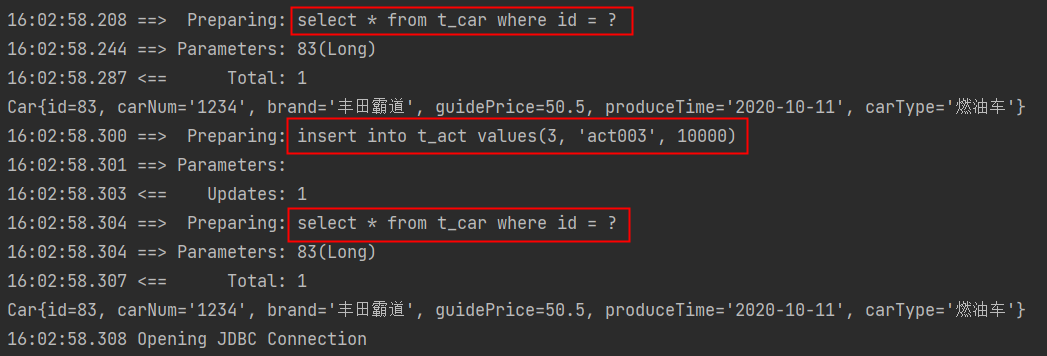 16:02:58.208 ==>  Preparing: select * from t_car where id = ?
16:02:58.244 ==> Parameters: 83(Long)
16:02:58.287 <==      Total: 1
Car{id=83, carNum='1234', brand='丰田霸道', guidePrice=50.5, produceTime='2020-10-11', carType='燃油车'}
16:02:58.300 ==>  Preparing: insert into t_act values(3, 'act003', 10000)
16:02:58.301 ==> Parameters:
16:02:58.303 <==    Updates: 1
16:02:58.304 ==>  Preparing: select * from t_car where id = ?
16:02:58.304 ==> Parameters: 83(Long)
16:02:58.307 <==      Total: 1
Car{id=83, carNum='1234', brand='丰田霸道', guidePrice=50.5, produceTime='2020-10-11', carType='燃油车'}
16:02:58.308 Opening JDBC Connection